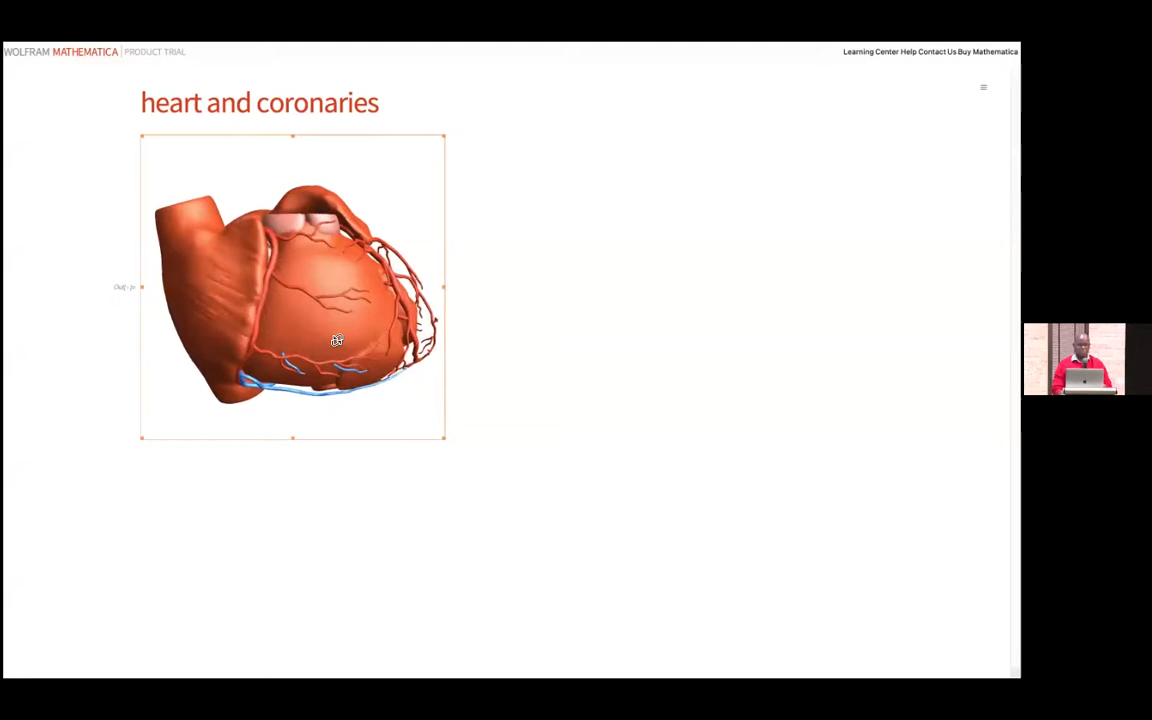 WOLFRAM MATHEMATICA | PRODUCT TRIAL
Learning Center Help Contact Us Buy Mathematica
heart and coronaries